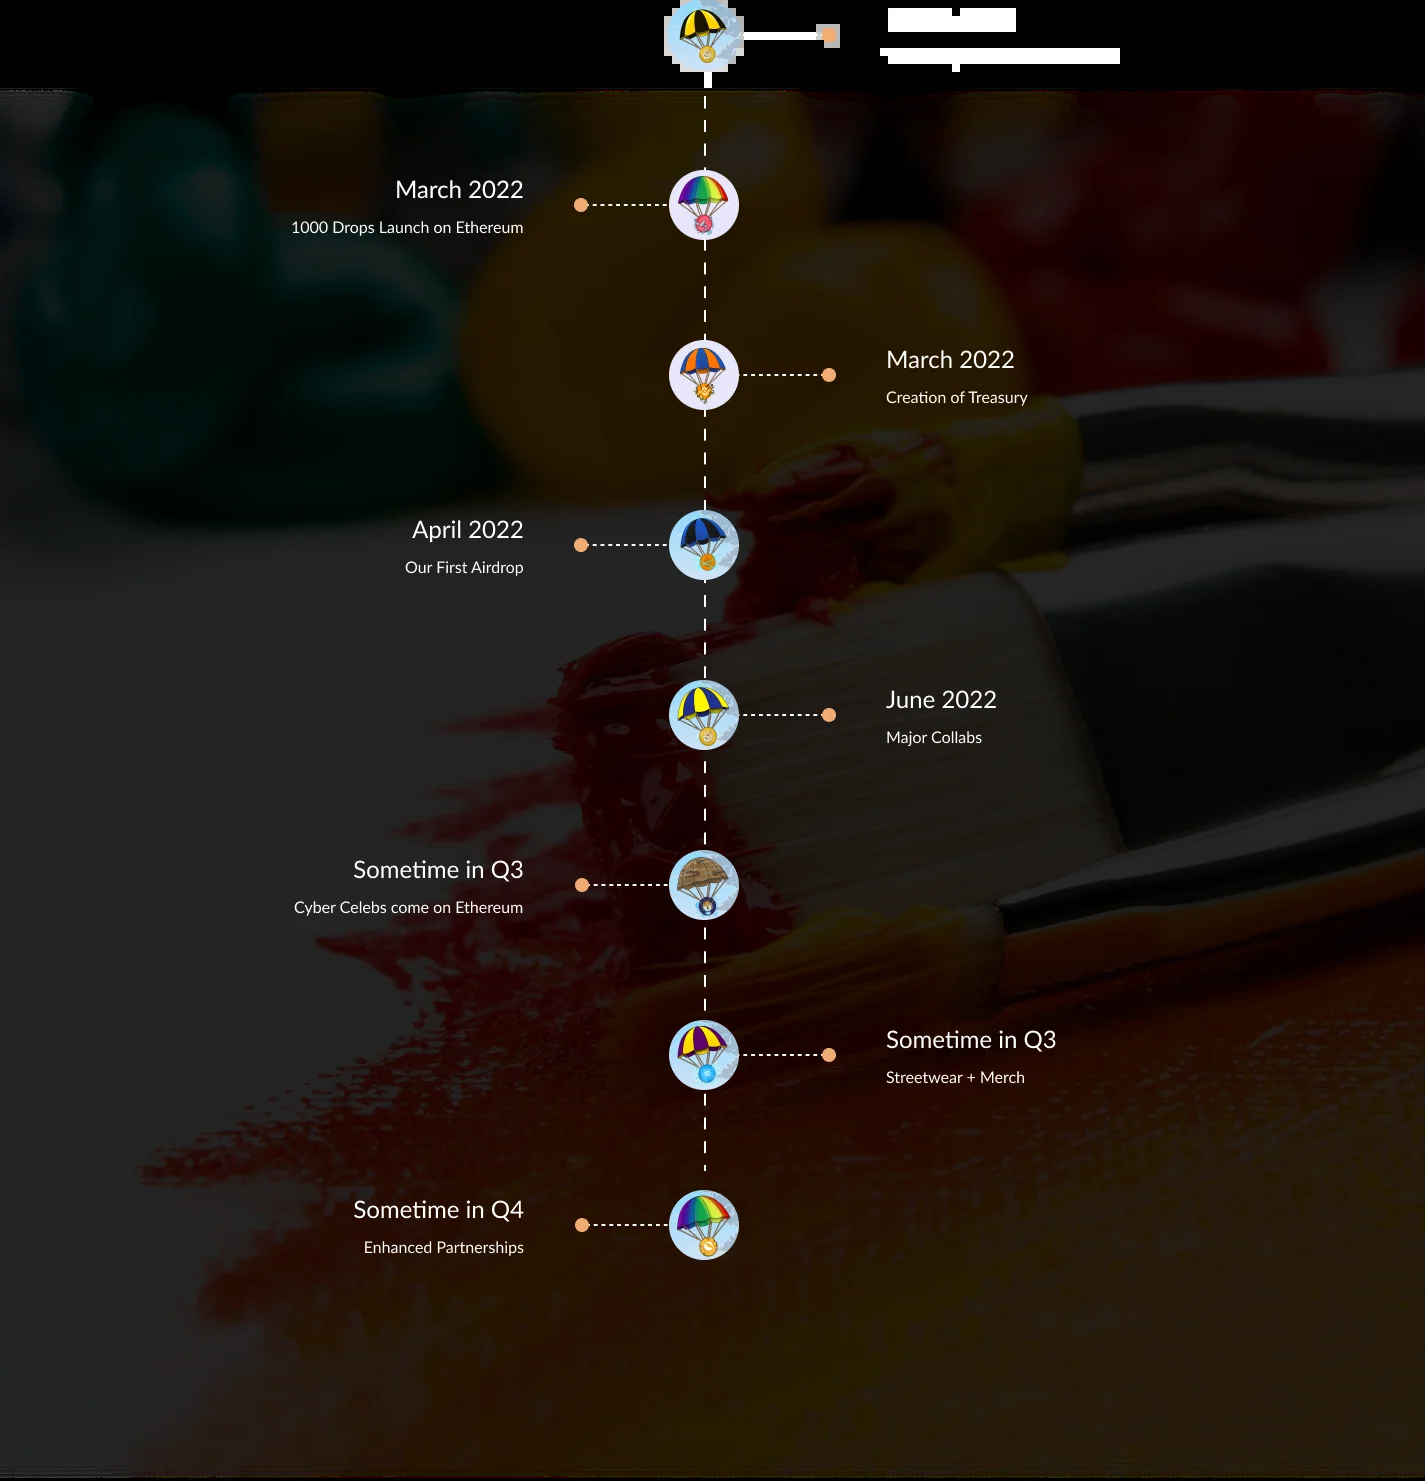 March 2022
1000 Drops Launch on Ethereum
March 2022
Creation of Treasury
April 2022
Our First Airdrop
June 2022
Major Collabs
Sometime in Q3
Cyber Celebs come on Ethereum
Sometime in Q3
Streetwear + Merch
Sometime in Q4
Enhanced Partnerships